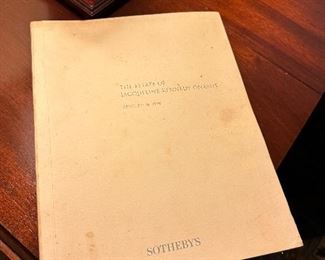 THE ESTATE OF
JACQUELINE KENNEDY ONASSIS
SOTHEBY'S